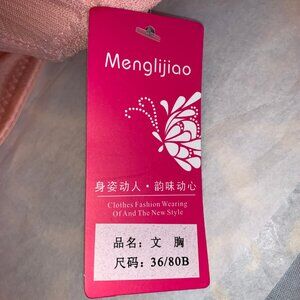 Menglijiao
身姿动人·韵味动心
Clothes Fashion Wearing
Of And The New Style
品名：文 胸
尺码：36/80B